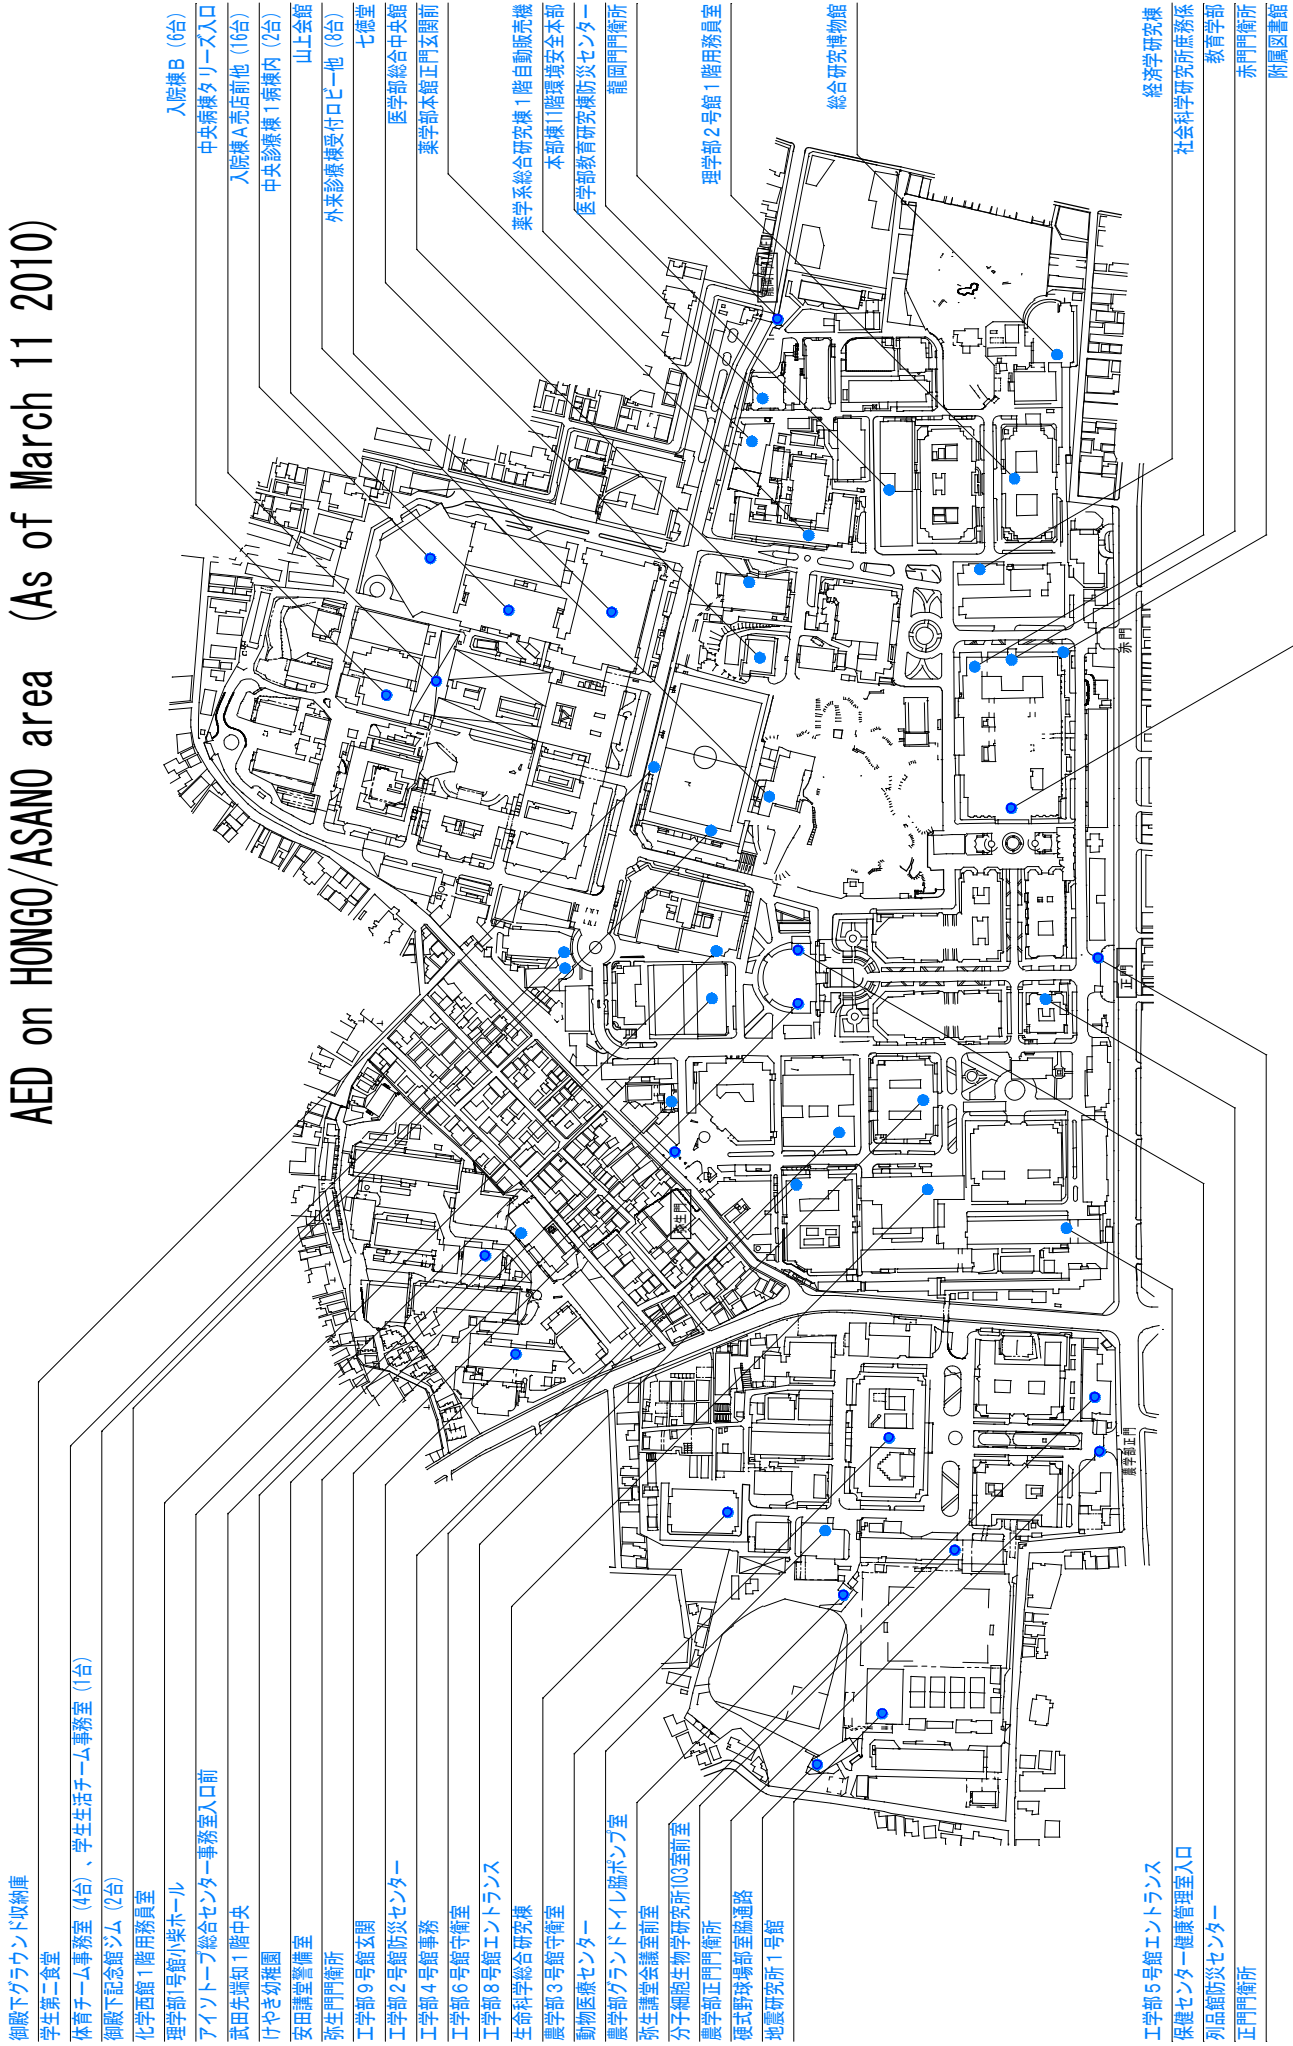 AED on HONGO/ASANO area (As of March 11 2010)
入院棟B (6台)
中央病棟タリーズ入口
入院棟A売店前他 (16台)
中央診療棟1病棟内 (2台)
山上会館
外来診療棟受付ロビー他 (8台)
七徳堂
医学部総合中央館
薬学部本館正門玄関前
薬学系総合研究棟1階自動販売機
本部棟11階環境安全本部
医学部教育研究棟防災センター
龍岡門門衛所
理学部2号館1階用務員室
総合研究博物館
経済学研究棟
社会科学研究所庶務係
教育学部
赤門門衛所
附属図書館
龍岡門
赤門
正門
弥生門
農学部正門
御殿下グラウンド収納庫
学生第二食堂
体育チーム事務室 (4台) 、学生生活チーム事務室 (1台)
御殿下記念館ジム (2台)
化学西館1階用務員室
理学部1号館小柴ホール
アイソトープ総合センター事務室入口前
武田先端知1階中央
けやき幼稚園
安田講堂警備室
弥生門門衛所
工学部9号館玄関
工学部2号館防災センター
工学部4号館事務
工学部6号館守衛室
工学部8号館エントランス
生命科学総合研究棟
農学部3号館守衛室
動物医療センター
農学部グランドトイレ脇ポンプ室
弥生講堂会議室前室
分子細胞生物学研究所103室前室
農学部正門門衛所
硬式野球場部室脇通路
地震研究所1号館
工学部5号館エントランス
保健センター健康管理室入口
列品館防災センター
正門門衛所